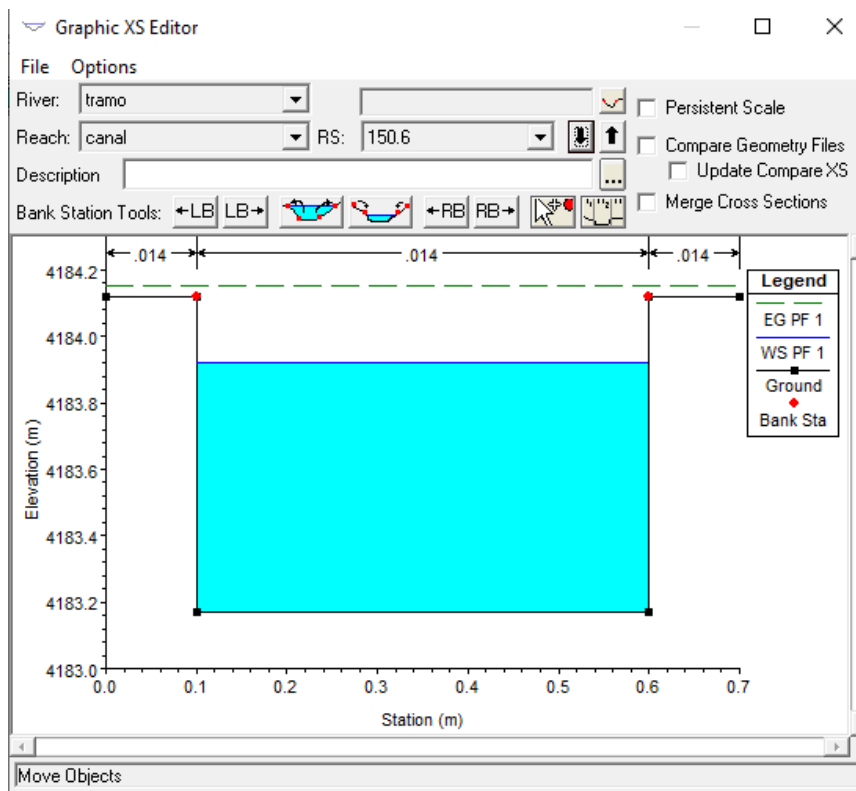 Graphic XS Editor
File Options
River: tramo
Persistent Scale
Reach: canal RS: 150.6
Compare Geometry Files
Update Compare XS
Description ...
Bank Station Tools: ←LB LB→ ←RB RB→
Merge Cross Sections
.014 .014 .014
4184.2
4184.0
4183.8
4183.6
4183.4
4183.2
4183.0
Elevation (m)
0.0 0.1 0.2 0.3 0.4 0.5 0.6 0.7
Station (m)
Legend
EG PF 1
WS PF 1
Ground
Bank Sta
Move Objects